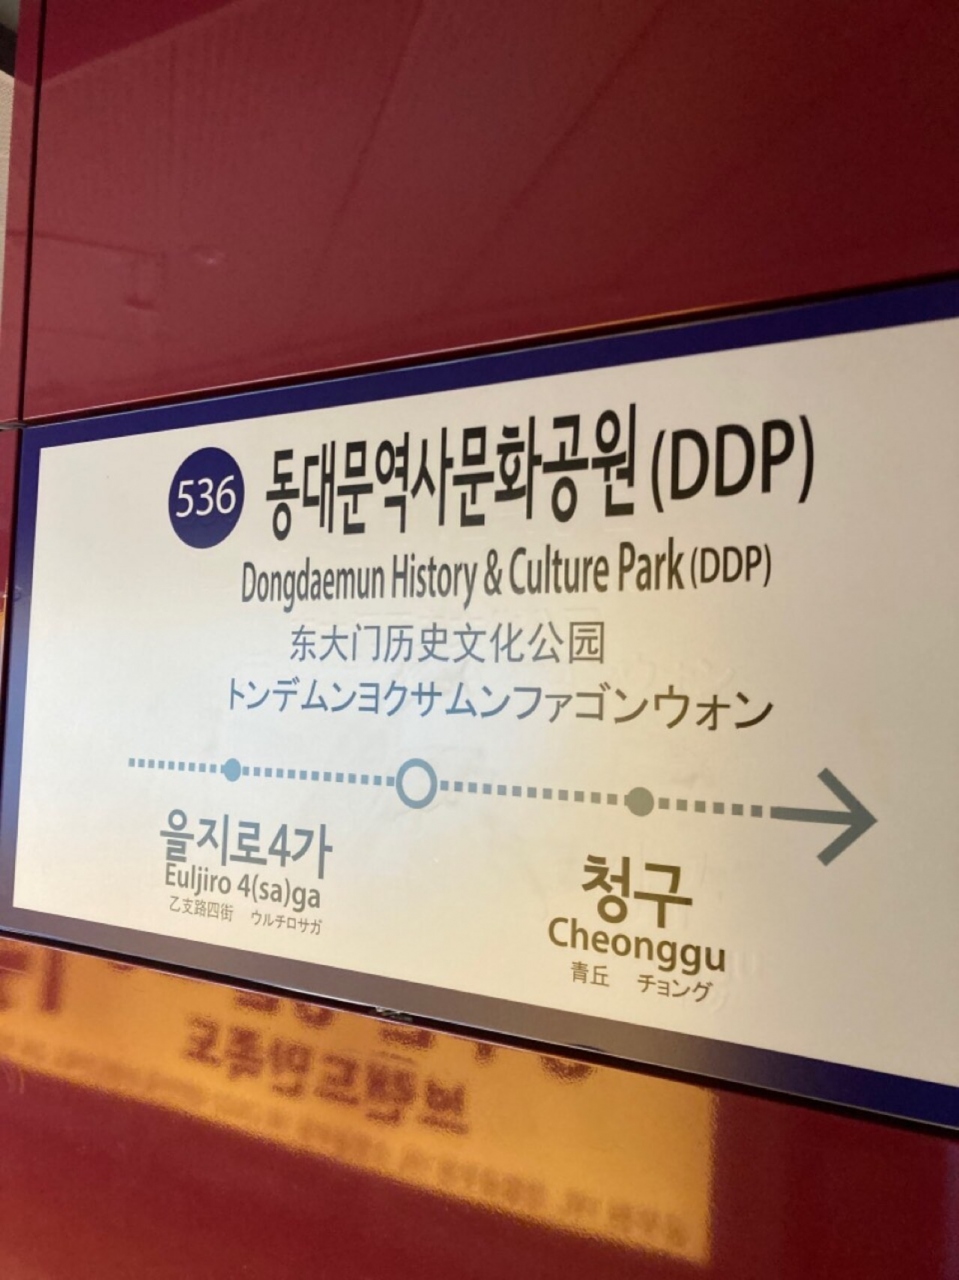 536 동대문역사문화공원 (DDP)
Dongdaemun History & Culture Park (DDP)
东大门历史文化公园
トンデムンヨクサムンファゴンウォン
을지로4가
Euljiro 4(sa)ga
乙支路四街 ウルチロサガ
청구
Cheonggu
青丘 チョング